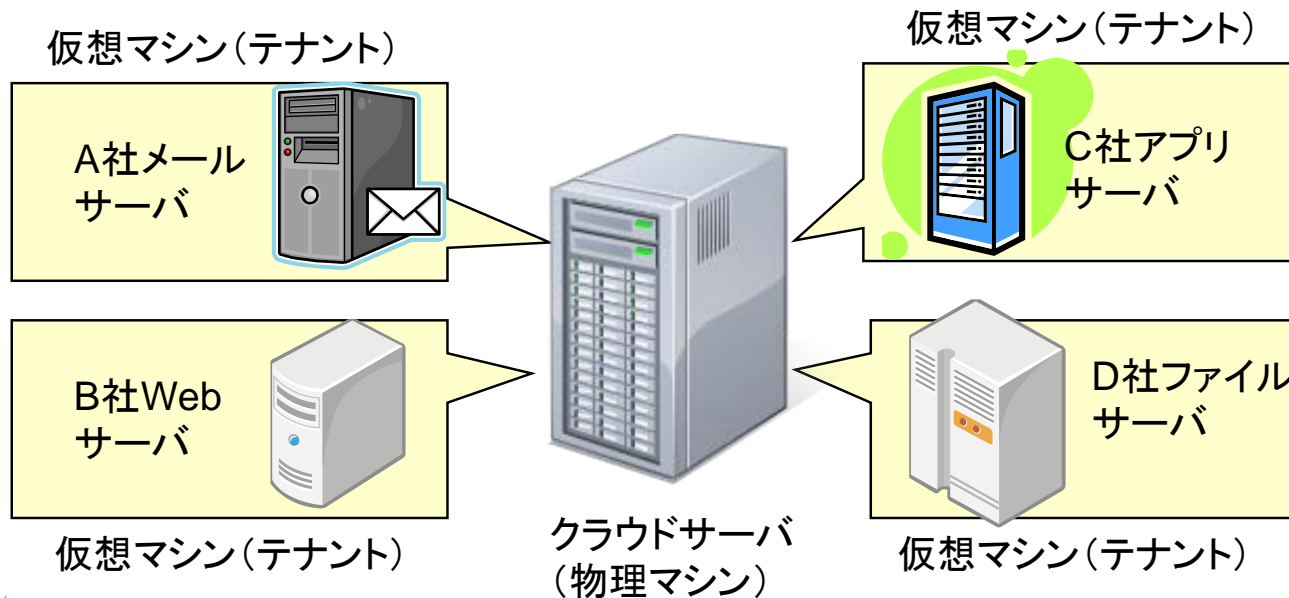 仮想マシン（テナント）
A社メール
サーバ
仮想マシン（テナント）
C社アプリ
サーバ
B社Web
サーバ
仮想マシン（テナント）
D社ファイル
サーバ
仮想マシン（テナント）
クラウドサーバ
（物理マシン）